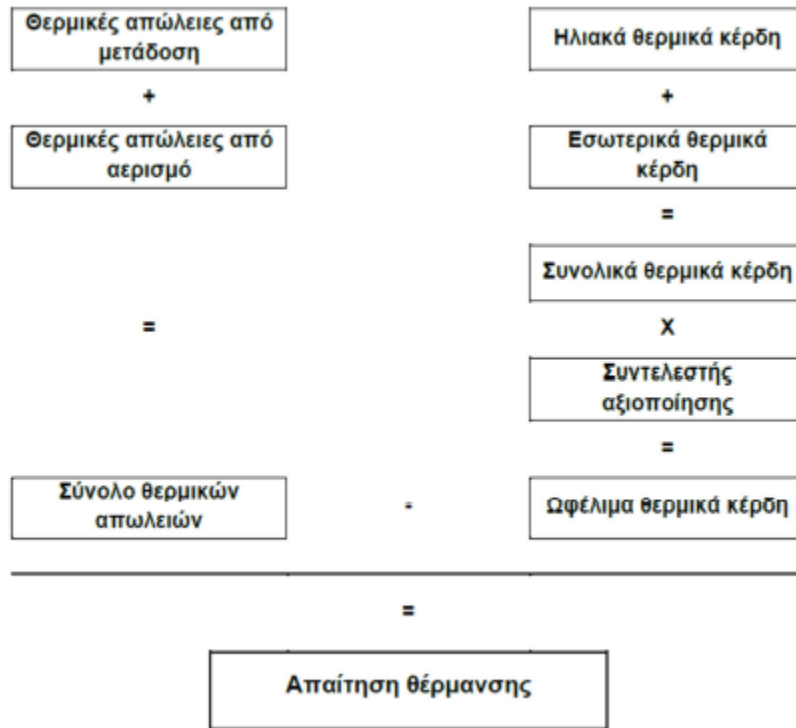 Θερμικές απώλειες από
μετάδοση
+
Θερμικές απώλειες από
αερισμό
=
Σύνολο θερμικών
απωλειών
-
Ηλιακά θερμικά κέρδη
+
Εσωτερικά θερμικά
κέρδη
=
Συνολικά θερμικά κέρδη
X
Συντελεστής
αξιοποίησης
=
Ωφέλιμα θερμικά κέρδη
=
Απαίτηση θέρμανσης